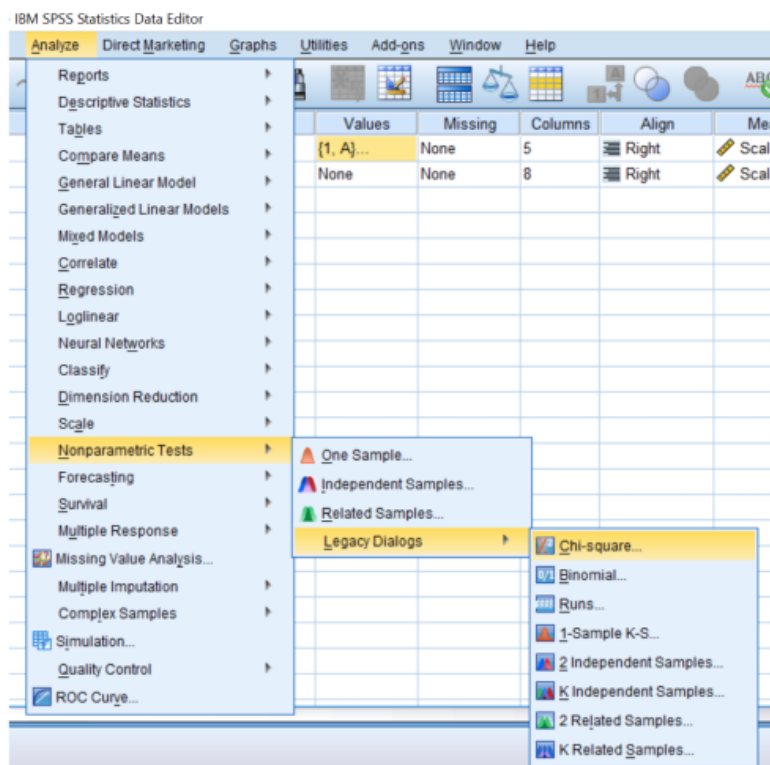 IBM SPSS Statistics Data Editor
Analyze Direct Marketing Graphs Utilities Add-ons Window Help
Reports
Descriptive Statistics
Tables
Compare Means
General Linear Model
Generalized Linear Models
Mixed Models
Correlate
Regression
Loglinear
Neural Networks
Classify
Dimension Reduction
Scale
Nonparametric Tests
Forecasting
Survival
Multiple Response
Missing Value Analysis...
Multiple Imputation
Complex Samples
Simulation...
Quality Control
ROC Curve...
Values Missing Columns Align Mea
{1, A}... None 5 Right Scal
None None 8 Right Scal
One Sample...
Independent Samples...
Related Samples...
Legacy Dialogs
Chi-square...
Binomial...
Runs...
1-Sample K-S...
2 Independent Samples...
K Independent Samples...
2 Related Samples...
K Related Samples...